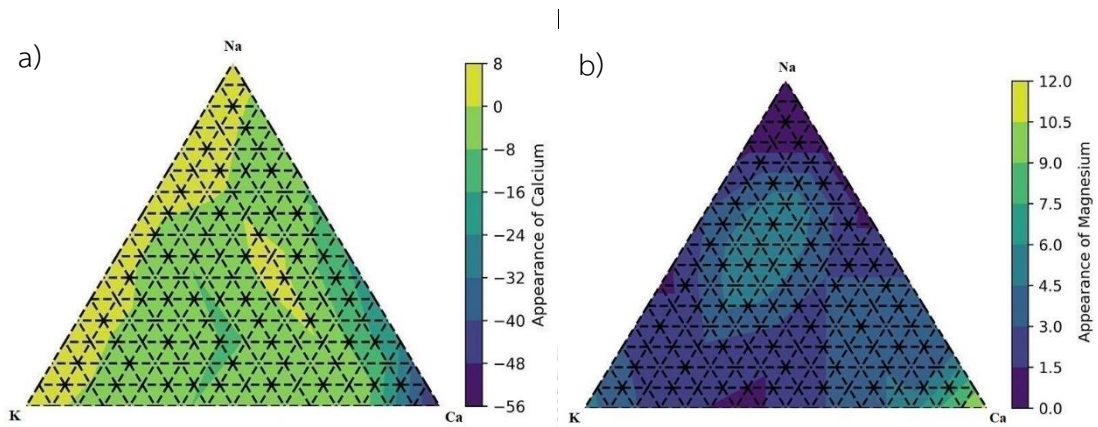 a)
Na
K
Ca
8
0
−8
−16
−24
−32
−40
−48
−56
Appearance of Calcium
b)
Na
K
Ca
12.0
10.5
9.0
7.5
6.0
4.5
3.0
1.5
0.0
Appearance of Magnesium